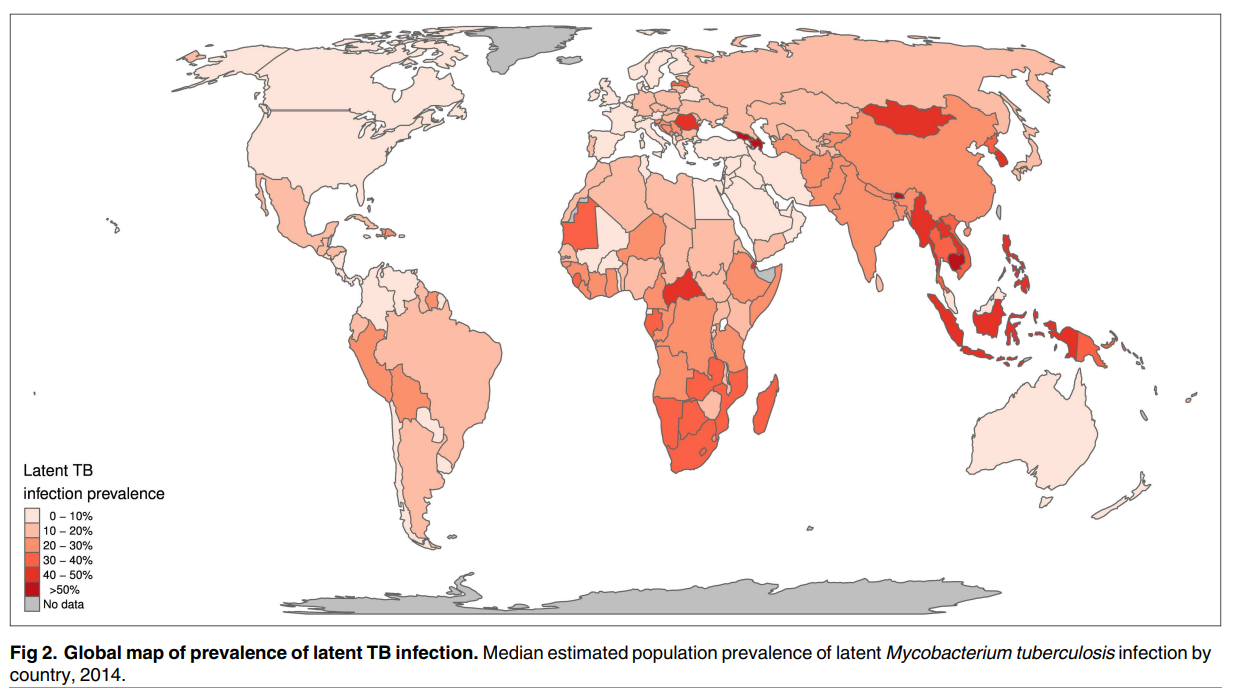 Latent TB
infection prevalence
0 – 10%
10 – 20%
20 – 30%
30 – 40%
40 – 50%
>50%
No data
Fig 2. Global map of prevalence of latent TB infection. Median estimated population prevalence of latent Mycobacterium tuberculosis infection by
country, 2014.